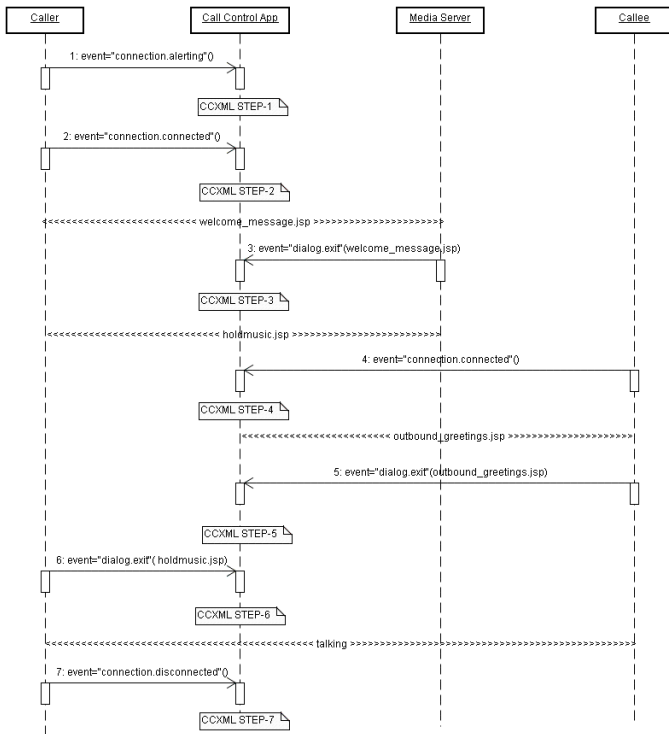 Caller
Call Control App
Media Server
Callee
1: event="connection.alerting"()
CCXML STEP-1
2: event="connection.connected"()
CCXML STEP-2
<<<<<<<<<<<<<<<<<<<<<<<<<< welcome_message.jsp >>>>>>>>>>>>>>>>>>>>>>
3: event="dialog.exit"(welcome_message.jsp)
CCXML STEP-3
<<<<<<<<<<<<<<<<<<<<<<<<<<<<< holdmusic.jsp >>>>>>>>>>>>>>>>>>>>>>>>>
4: event="connection.connected"()
CCXML STEP-4
<<<<<<<<<<<<<<<<<<<<<<<<< outbound_greetings.jsp >>>>>>>>>>>>>>>>>>>>>
5: event="dialog.exit"(outbound_greetings.jsp)
CCXML STEP-5
6: event="dialog.exit"( holdmusic.jsp)
CCXML STEP-6
<<<<<<<<<<<<<<<<<<<<<<<<<<<<<<<<<<<<<<<<<<<<< talking >>>>>>>>>>>>>>>>>>>>>>>>>>>>>>>>>>>>>>>>>>>>>>>>
7: event="connection.disconnected"()
CCXML STEP-7